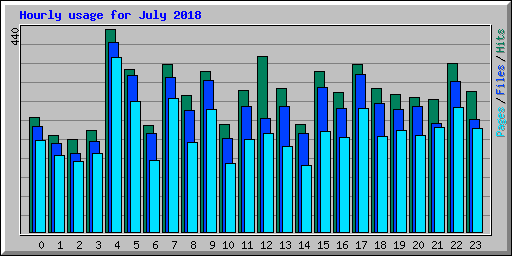 Hourly usage for July 2018
440
Pages/Files/Hits
0 1 2 3 4 5 6 7 8 9 10 11 12 13 14 15 16 17 18 19 20 21 22 23